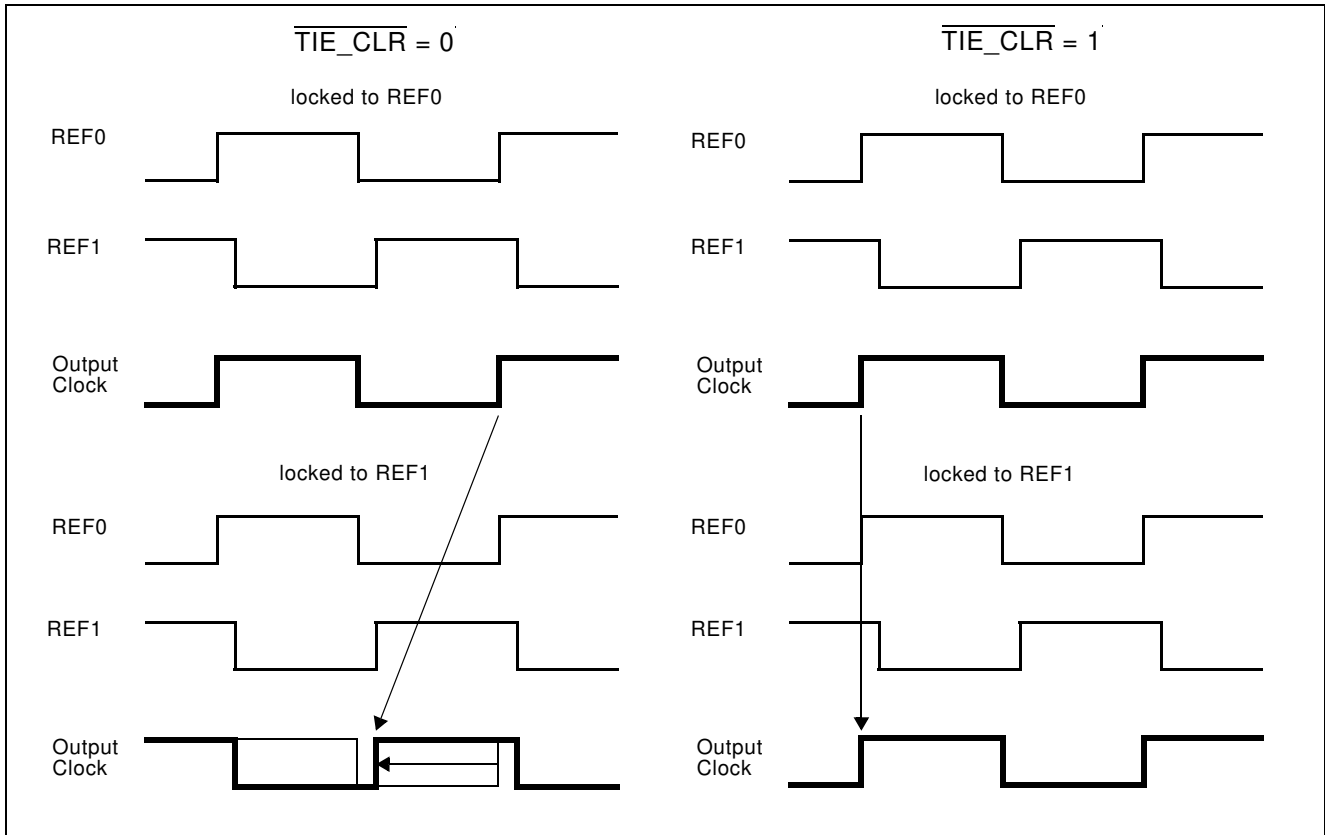 TIE_CLR = 0
locked to REF0
REF0
REF1
Output
Clock
locked to REF1
REF0
REF1
Output
Clock
TIE_CLR = 1
locked to REF0
REF0
REF1
Output
Clock
locked to REF1
REF0
REF1
Output
Clock